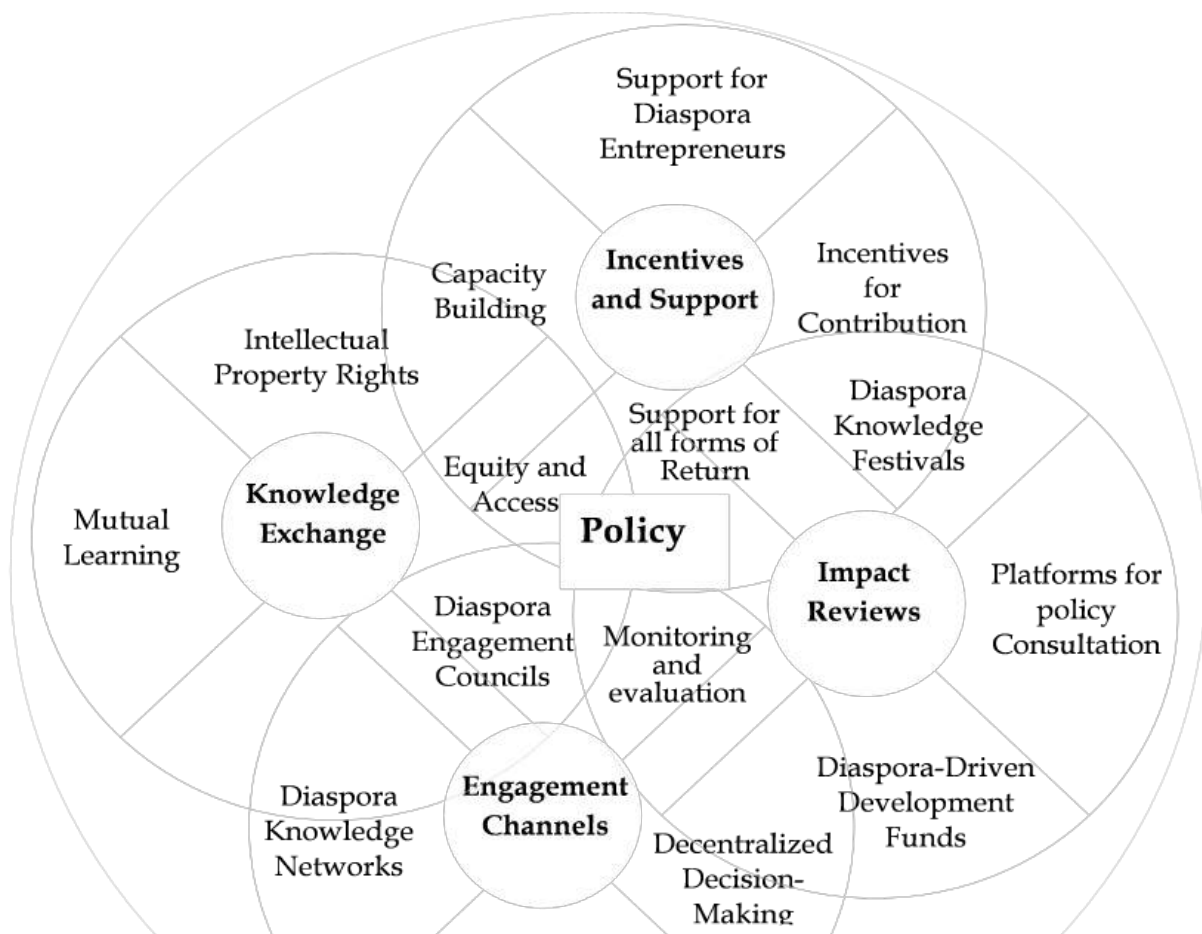 Support for
Diaspora
Entrepreneurs
Incentives
and Support
Capacity
Building
Incentives
for
Contribution
Intellectual
Property Rights
Support for
all forms of
Return
Diaspora
Knowledge
Festivals
Equity and
Access
Knowledge
Exchange
Mutual
Learning
Policy
Impact
Reviews
Platforms for
policy
Consultation
Diaspora
Engagement
Councils
Monitoring
and
evaluation
Engagement
Channels
Diaspora
Knowledge
Networks
Diaspora-Driven
Development
Funds
Decentralized
Decision-
Making